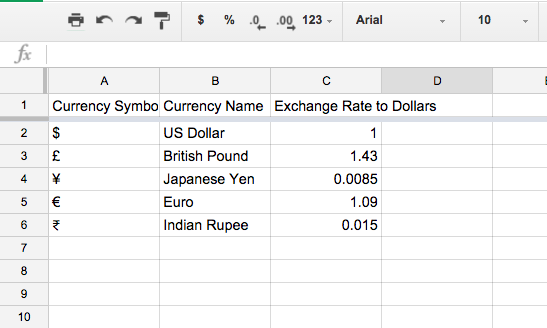 $ % .0 .00 123 Arial 10
fx
A B C D
1 Currency Symbo Currency Name Exchange Rate to Dollars
2 $ US Dollar 1
3 £ British Pound 1.43
4 ¥ Japanese Yen 0.0085
5 € Euro 1.09
6 ₹ Indian Rupee 0.015
7
8
9
10